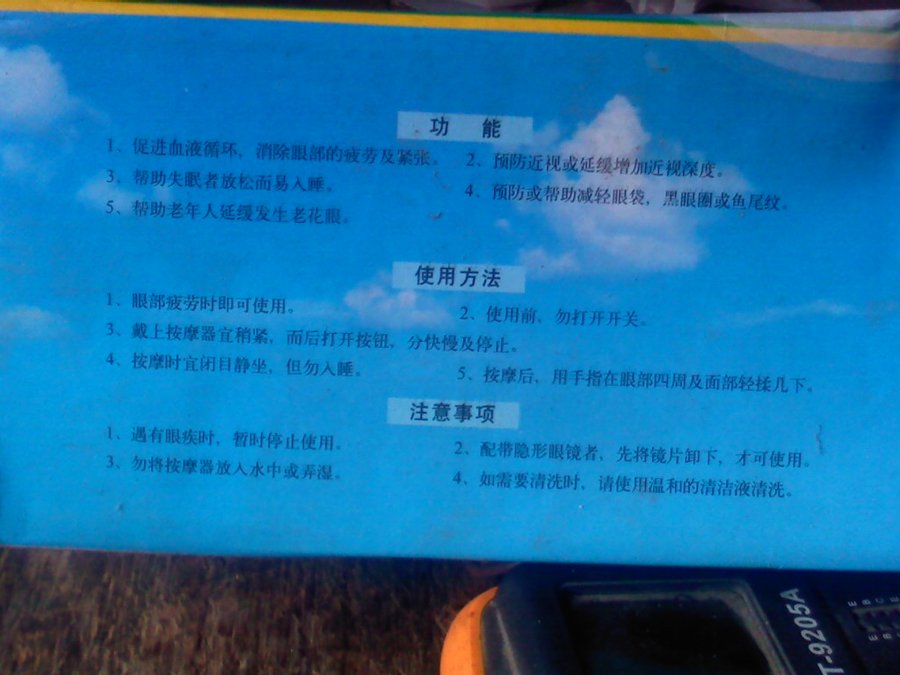 功 能
1、促进血液循环，消除眼部的疲劳及紧张。 2、预防近视或延缓增加近视深度。
3、帮助失眠者放松而易入睡。 4、预防或帮助减轻眼袋，黑眼圈或鱼尾纹。
5、帮助老年人延缓发生老花眼。
使用方法
1、眼部疲劳时即可使用。 2、使用前、勿打开开关。
3、戴上按摩器宜稍紧，而后打开按钮，分快慢及停止。
4、按摩时宜闭目静坐，但勿入睡。 5、按摩后，用手指在眼部四周及面部轻揉几下。
注意事项
1、遇有眼疾时，暂时停止使用。 2、配带隐形眼镜者，先将镜片卸下，才可使用。
3、勿将按摩器放入水中或弄湿。 4、如需要清洗时，请使用温和的清洁液清洗。
T-9205A
E B C E